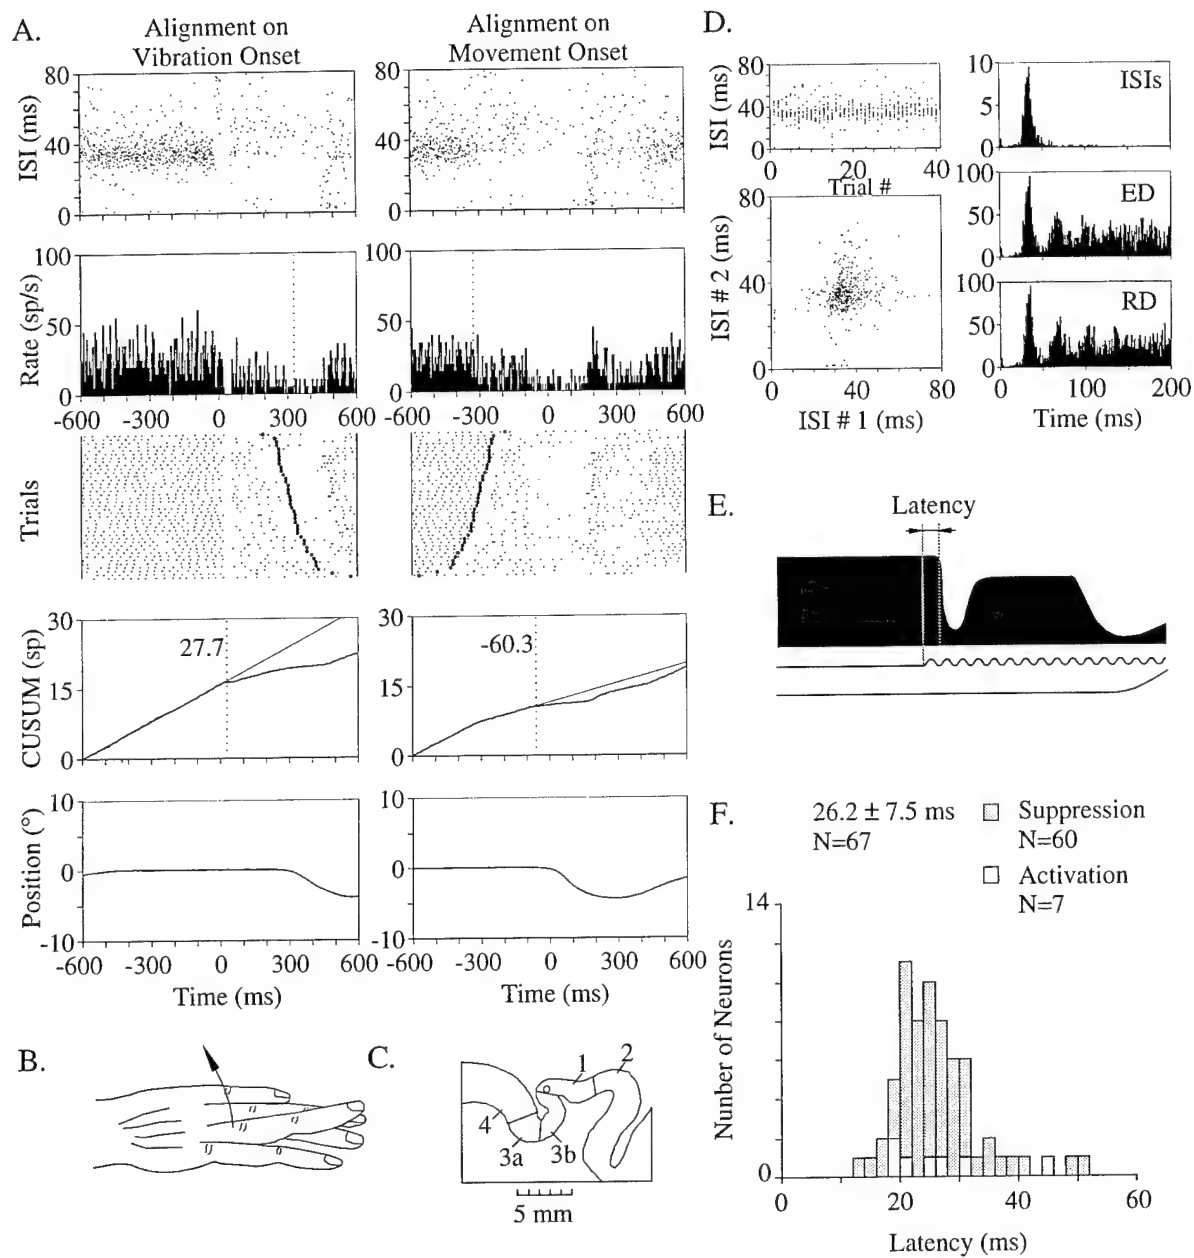 A.
Alignment on
Vibration Onset
Alignment on
Movement Onset
ISI (ms)
80
40
0
80
40
0
Rate (sp/s)
100
50
0
100
50
0
-600 -300 0 300 600
-600 -300 0 300 600
Trials
CUSUM (sp)
30
15
0
27.7
30
15
0
-60.3
Position (°)
10
0
-10
10
0
-10
-600 -300 0 300 600
-600 -300 0 300 600
Time (ms)
Time (ms)
B.
C.
1
2
4
3a
3b
5 mm
D.
ISI (ms)
80
40
0
0 20 40
Trial #
ISI # 2 (ms)
80
40
0
0 40 80
ISI # 1 (ms)
10
5
0
ISIs
100
50
0
ED
100
50
0
RD
0 100 200
Time (ms)
E.
Latency
F.
26.2 ± 7.5 ms
N=67
Suppression
N=60
Activation
N=7
Nunber of Neurons
14
0
0 20 40 60
Latency (ms)